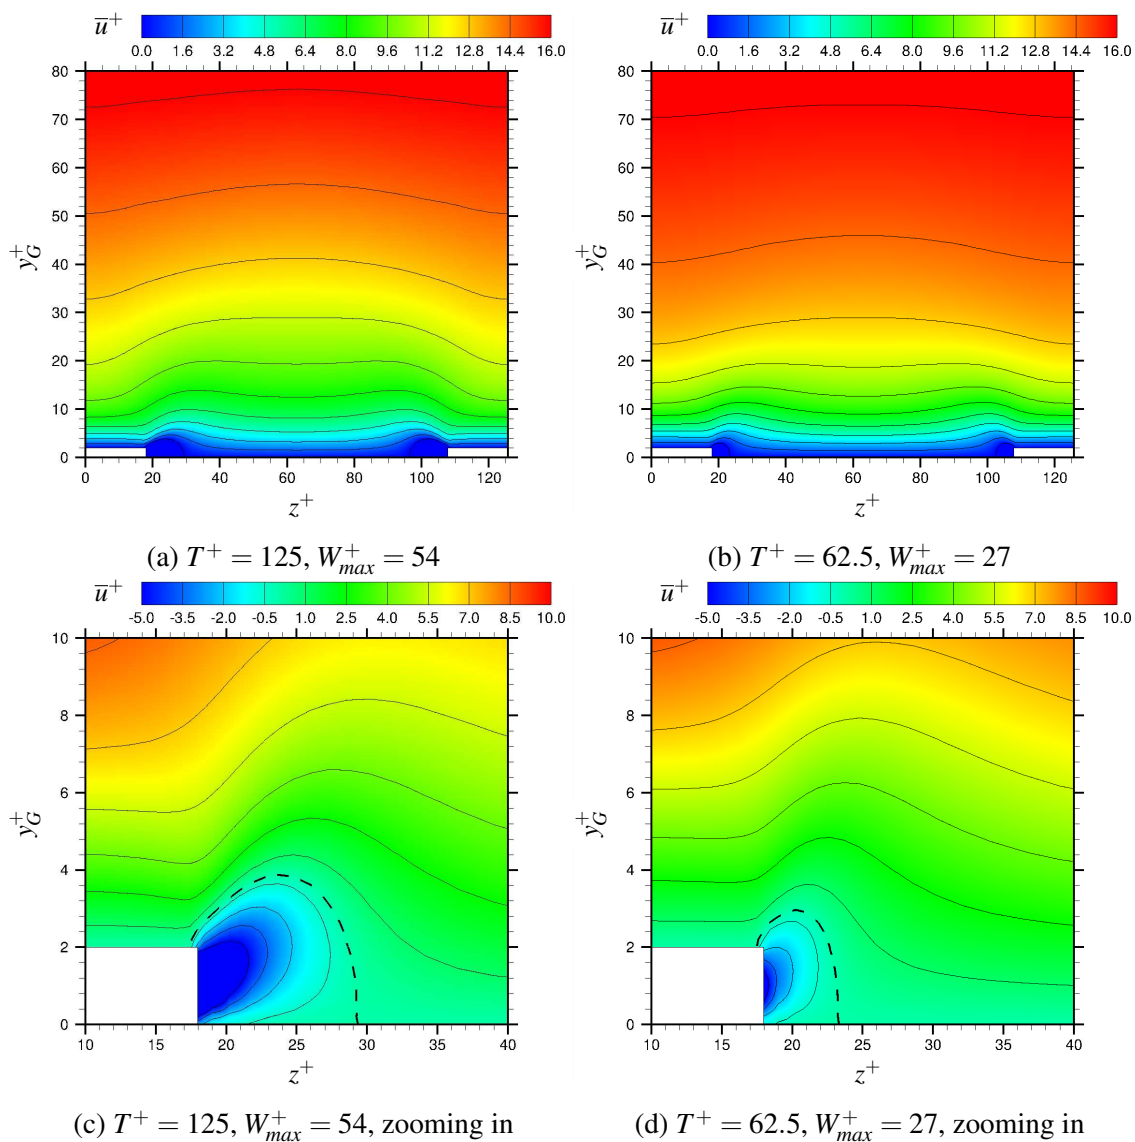 u̅⁺ 0.0 1.6 3.2 4.8 6.4 8.0 9.6 11.2 12.8 14.4 16.0
80
70
60
50
40
30
20
10
0
y_G^+
0 20 40 60 80 100 120
z⁺
(a) T⁺ = 125, W_max^+ = 54
u̅⁺ 0.0 1.6 3.2 4.8 6.4 8.0 9.6 11.2 12.8 14.4 16.0
80
70
60
50
40
30
20
10
0
y_G^+
0 20 40 60 80 100 120
z⁺
(b) T⁺ = 62.5, W_max^+ = 27
u̅⁺ -5.0 -3.5 -2.0 -0.5 1.0 2.5 4.0 5.5 7.0 8.5 10.0
10
8
6
4
2
0
y_G^+
10 15 20 25 30 35 40
z⁺
(c) T⁺ = 125, W_max^+ = 54, zooming in
u̅⁺ -5.0 -3.5 -2.0 -0.5 1.0 2.5 4.0 5.5 7.0 8.5 10.0
10
8
6
4
2
0
y_G^+
10 15 20 25 30 35 40
z⁺
(d) T⁺ = 62.5, W_max^+ = 27, zooming in